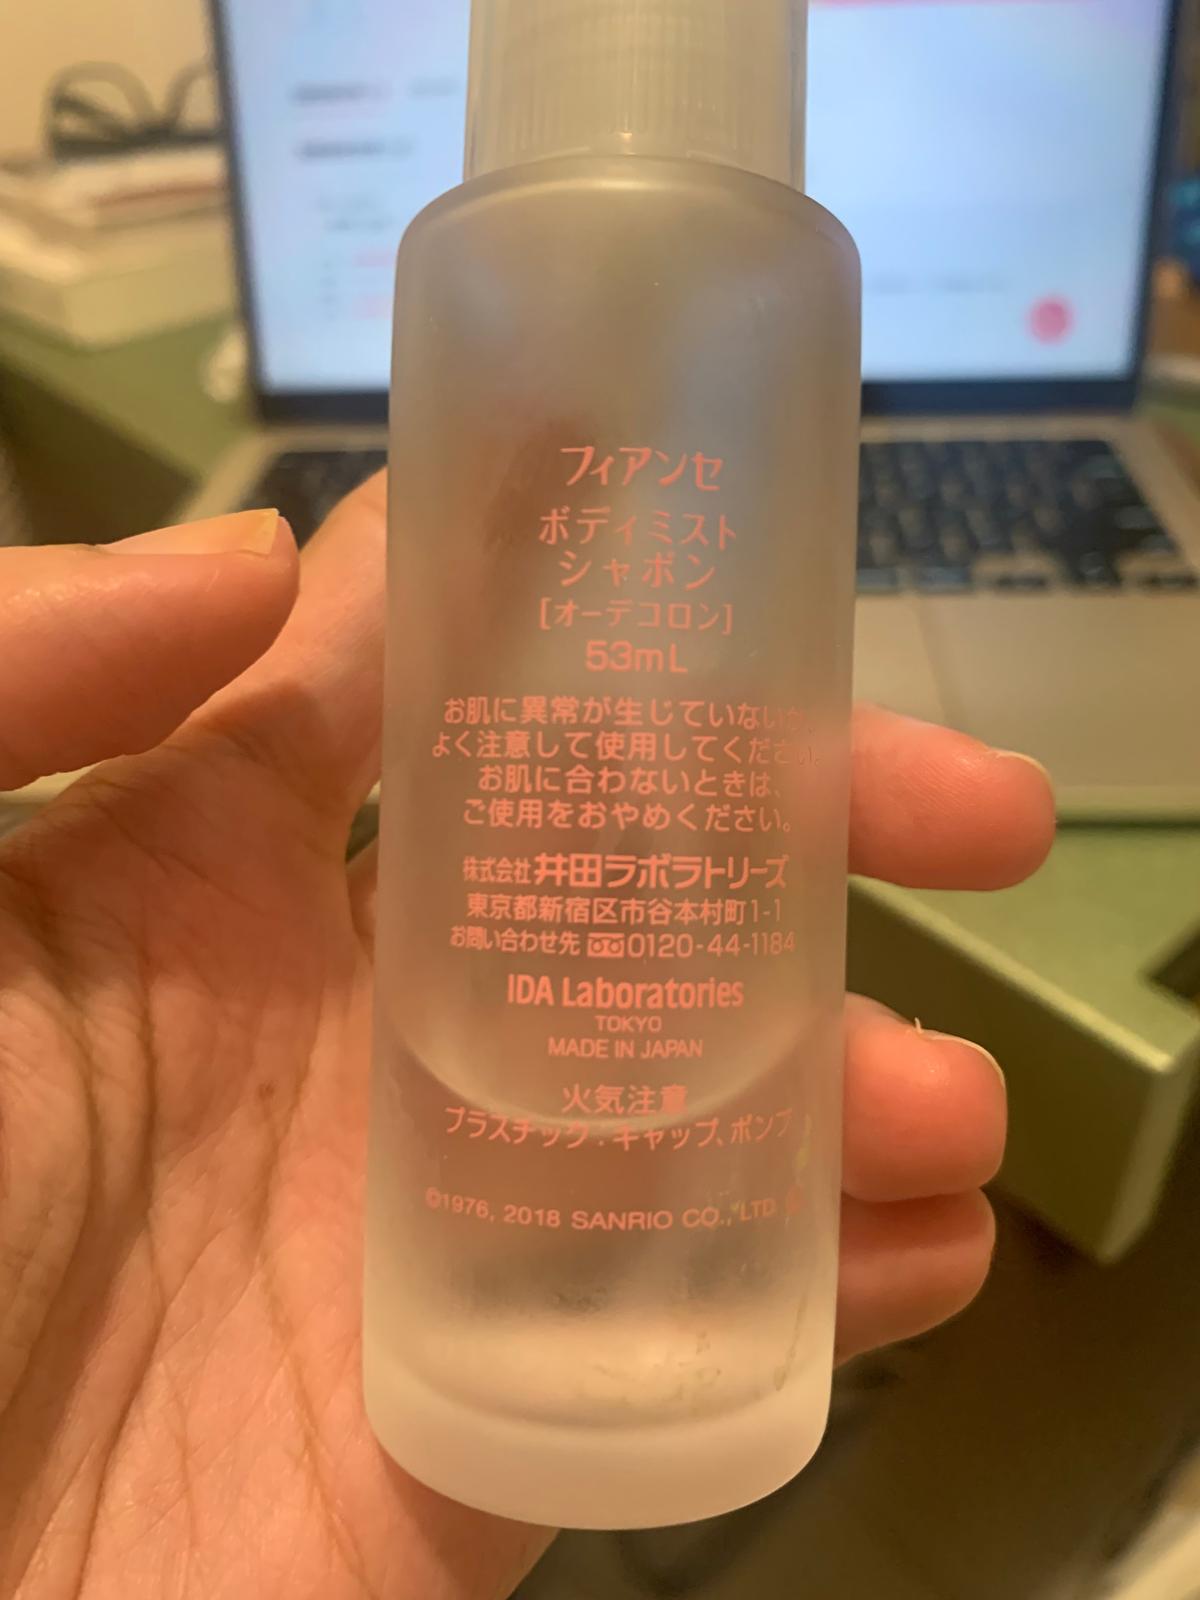 フィアンセ
ボディミスト
シャボン
[オーデコロン]
53mL
お肌に異常が生じていないか、
よく注意して使用してください。
お肌に合わないときは、
ご使用をおやめください。
株式会社 井田ラボラトリーズ
東京都新宿区市谷本村町1-1
お問い合わせ先 0120-44-1184
IDA Laboratories
TOKYO
MADE IN JAPAN
火気注意
プラスチック・キャップ、ポンプ
©1976, 2018 SANRIO CO., LTD.